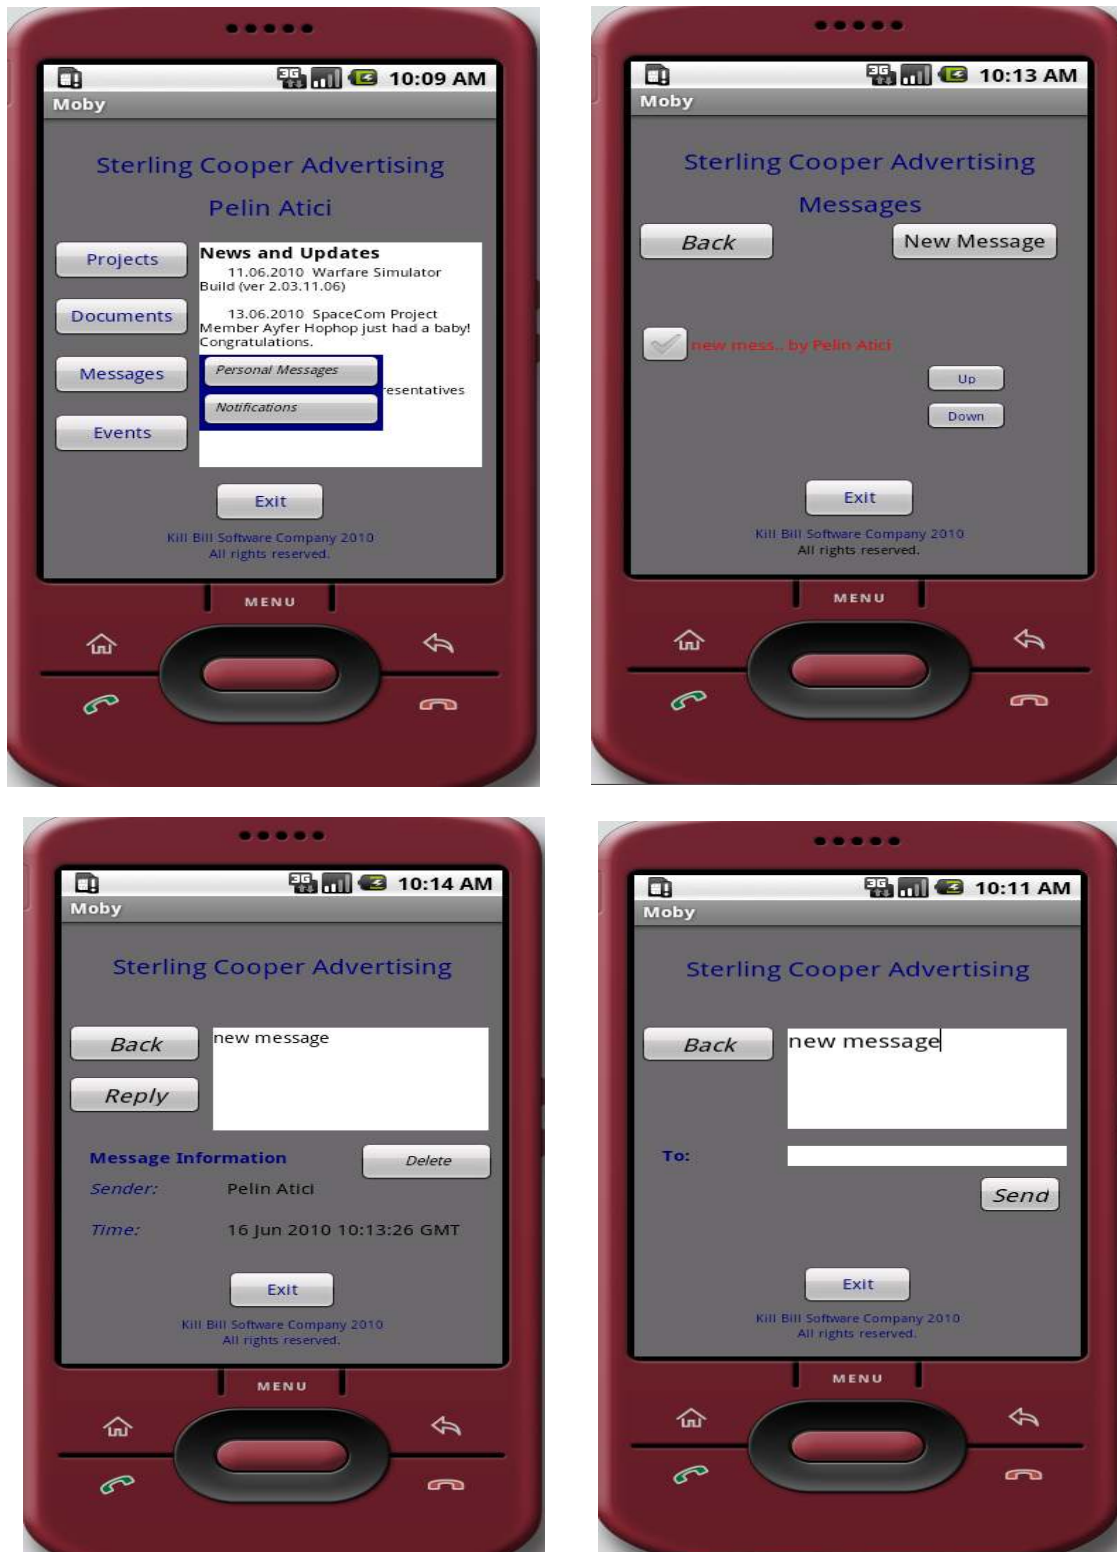 3G 10:09 AM
Moby
Sterling Cooper Advertising
Pelin Atici
Projects
Documents
Messages
Events
News and Updates
11.06.2010 Warfare Simulator
Build (ver 2.03.11.06)
13.06.2010 SpaceCom Project
Member Ayfer Hophop just had a baby!
Congratulations.
Personal Messages
resentatives
Notifications
Exit
Kill Bill Software Company 2010
All rights reserved.
MENU
3G 10:13 AM
Moby
Sterling Cooper Advertising
Messages
Back
New Message
new mess.. by Pelin Atici
Up
Down
Exit
Kill Bill Software Company 2010
All rights reserved.
MENU
3G 10:14 AM
Moby
Sterling Cooper Advertising
Back
new message
Reply
Message Information
Delete
Sender: Pelin Atici
Time: 16 Jun 2010 10:13:26 GMT
Exit
Kill Bill Software Company 2010
All rights reserved.
MENU
3G 10:11 AM
Moby
Sterling Cooper Advertising
Back
new message
To:
Send
Exit
Kill Bill Software Company 2010
All rights reserved.
MENU